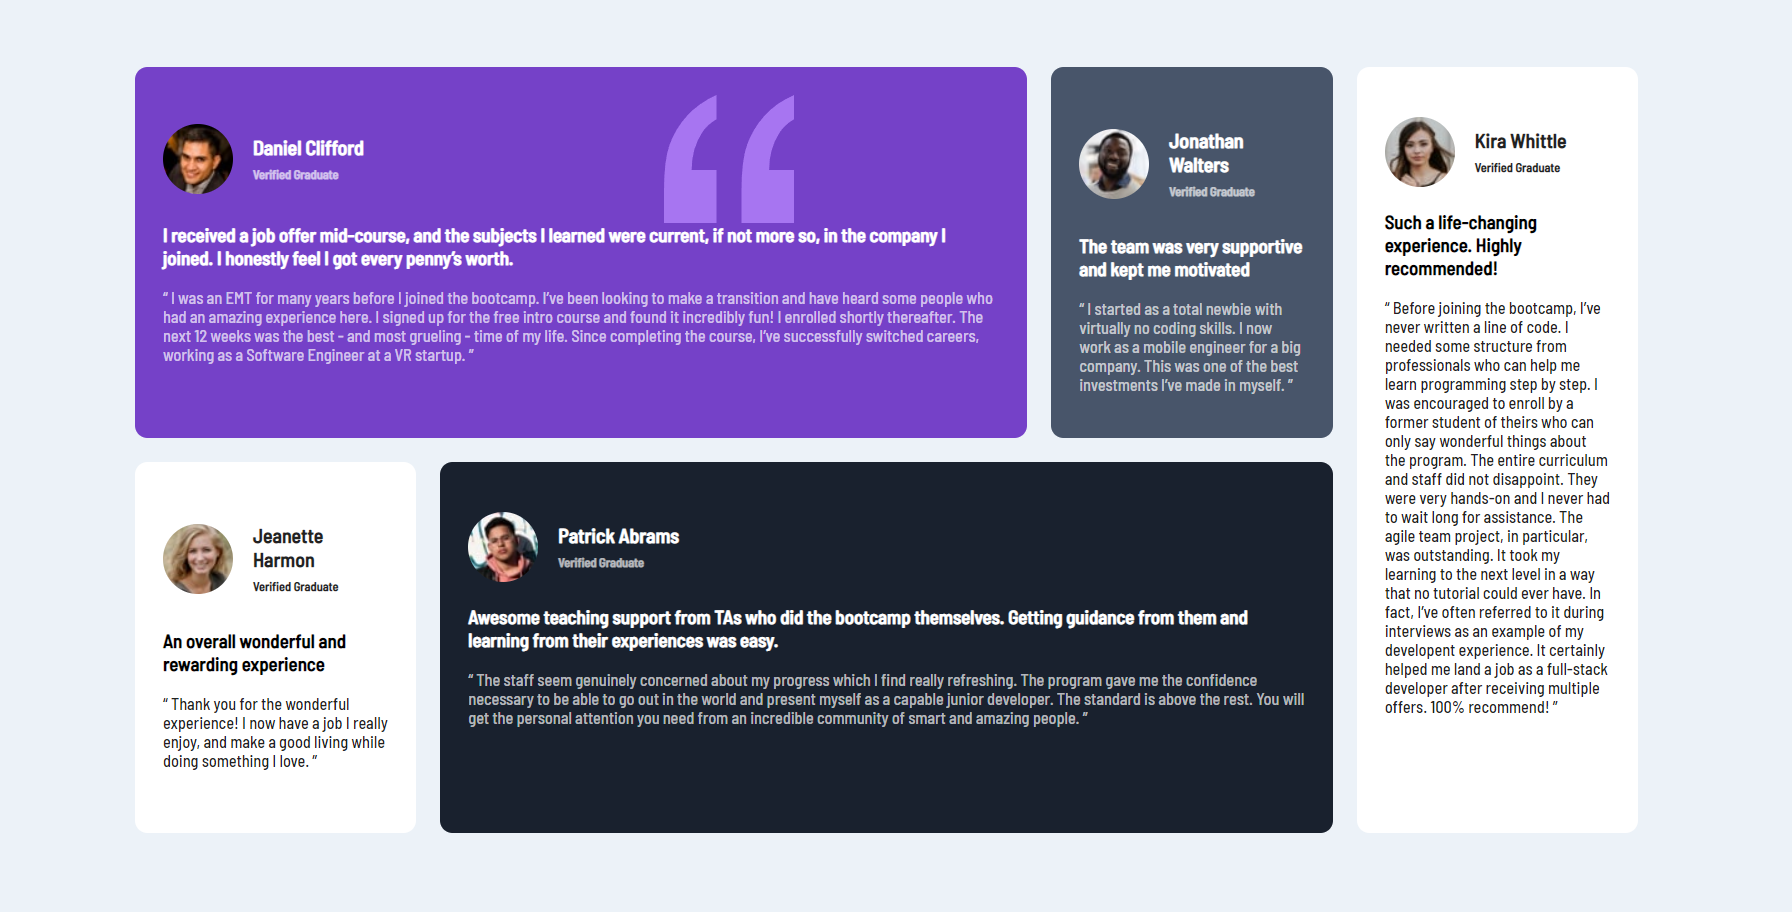 Daniel Clifford
Verified Graduate
I received a job offer mid-course, and the subjects I learned were current, if not more so, in the company I
joined. I honestly feel I got every penny’s worth.
“ I was an EMT for many years before I joined the bootcamp. I’ve been looking to make a transition and have heard some people who
had an amazing experience here. I signed up for the free intro course and found it incredibly fun! I enrolled shortly thereafter. The
next 12 weeks was the best - and most grueling - time of my life. Since completing the course, I’ve successfully switched careers,
working as a Software Engineer at a VR startup. ”
Jonathan
Walters
Verified Graduate
The team was very supportive
and kept me motivated
“ I started as a total newbie with
virtually no coding skills. I now
work as a mobile engineer for a big
company. This was one of the best
investments I’ve made in myself. ”
Kira Whittle
Verified Graduate
Such a life-changing
experience. Highly
recommended!
“ Before joining the bootcamp, I’ve
never written a line of code. I
needed some structure from
professionals who can help me
learn programming step by step. I
was encouraged to enroll by a
former student of theirs who can
only say wonderful things about
the program. The entire curriculum
and staff did not disappoint. They
were very hands-on and I never had
to wait long for assistance. The
agile team project, in particular,
was outstanding. It took my
learning to the next level in a way
that no tutorial could ever have. In
fact, I’ve often referred to it during
interviews as an example of my
developent experience. It certainly
helped me land a job as a full-stack
developer after receiving multiple
offers. 100% recommend! ”
Jeanette
Harmon
Verified Graduate
An overall wonderful and
rewarding experience
“ Thank you for the wonderful
experience! I now have a job I really
enjoy, and make a good living while
doing something I love. ”
Patrick Abrams
Verified Graduate
Awesome teaching support from TAs who did the bootcamp themselves. Getting guidance from them and
learning from their experiences was easy.
“ The staff seem genuinely concerned about my progress which I find really refreshing. The program gave me the confidence
necessary to be able to go out in the world and present myself as a capable junior developer. The standard is above the rest. You will
get the personal attention you need from an incredible community of smart and amazing people. ”